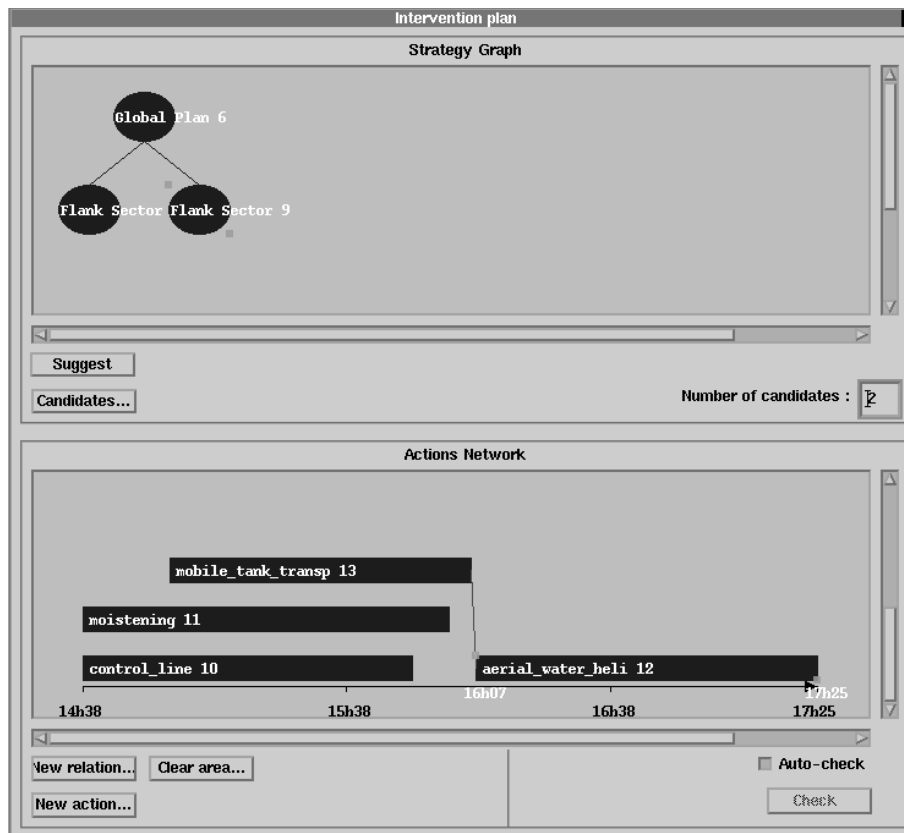 Intervention plan
Strategy Graph
Global Plan 6
Flank Sector Flank Sector 9
Suggest
Candidates...
Number of candidates : 2
Actions Network
mobile_tank_transp 13
moistening 11
control_line 10 aerial_water_heli 12
16h07 17h25
14h38 15h38 16h38 17h25
New relation... Clear area... Auto-check
New action... Check